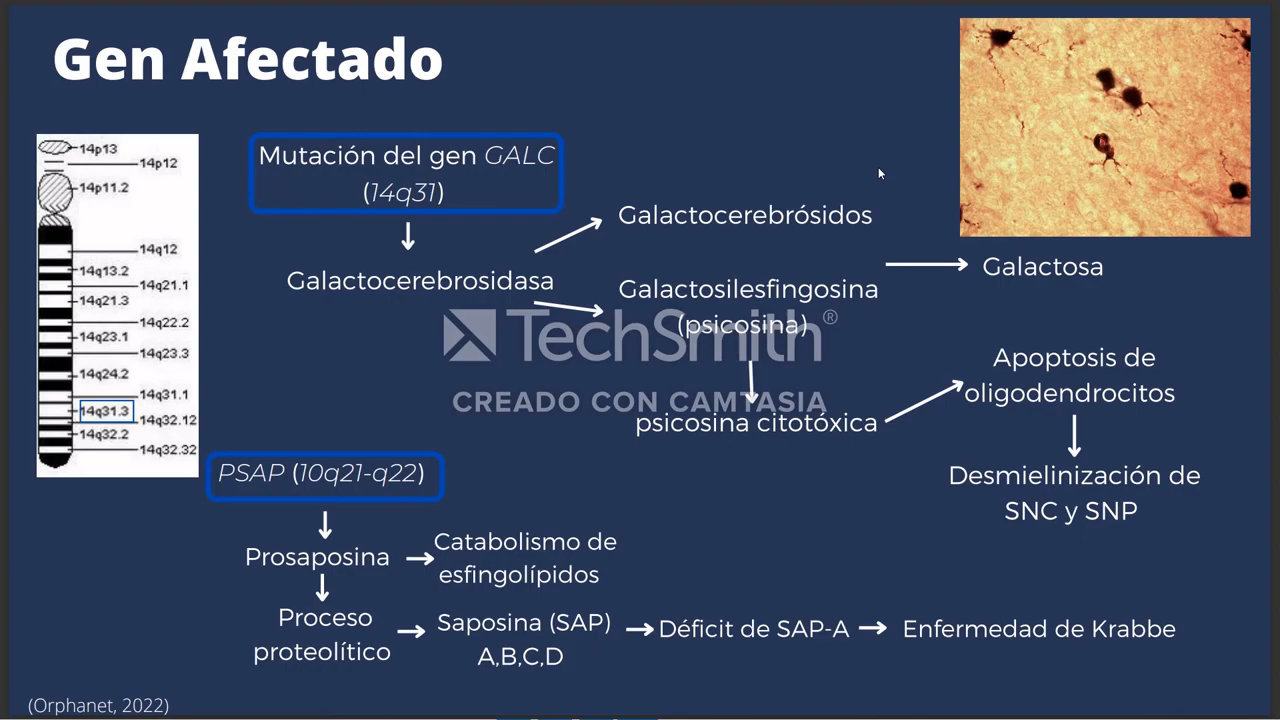 Gen Afectado
14p13
14p12
14p11.2
14q12
14q13.2
14q21.1
14q21.3
14q22.2
14q23.1
14q23.3
14q24.2
14q31.1
14q31.3
14q32.12
14q32.2
14q32.32
Mutación del gen GALC
(14q31)
Galactocerebrosidasa
Galactocerebrósidos
Galactosilesfingosina
(psicosina)
Galactosa
psicosina citotóxica
Apoptosis de
oligodendrocitos
Desmielinización de
SNC y SNP
TechSmith®
CREADO CON CAMTASIA
PSAP (10q21-q22)
Prosaposina
Catabolismo de
esfingolípidos
Proceso
proteolítico
Saposina (SAP)
A,B,C,D
Déficit de SAP-A
Enfermedad de Krabbe
(Orphanet, 2022)